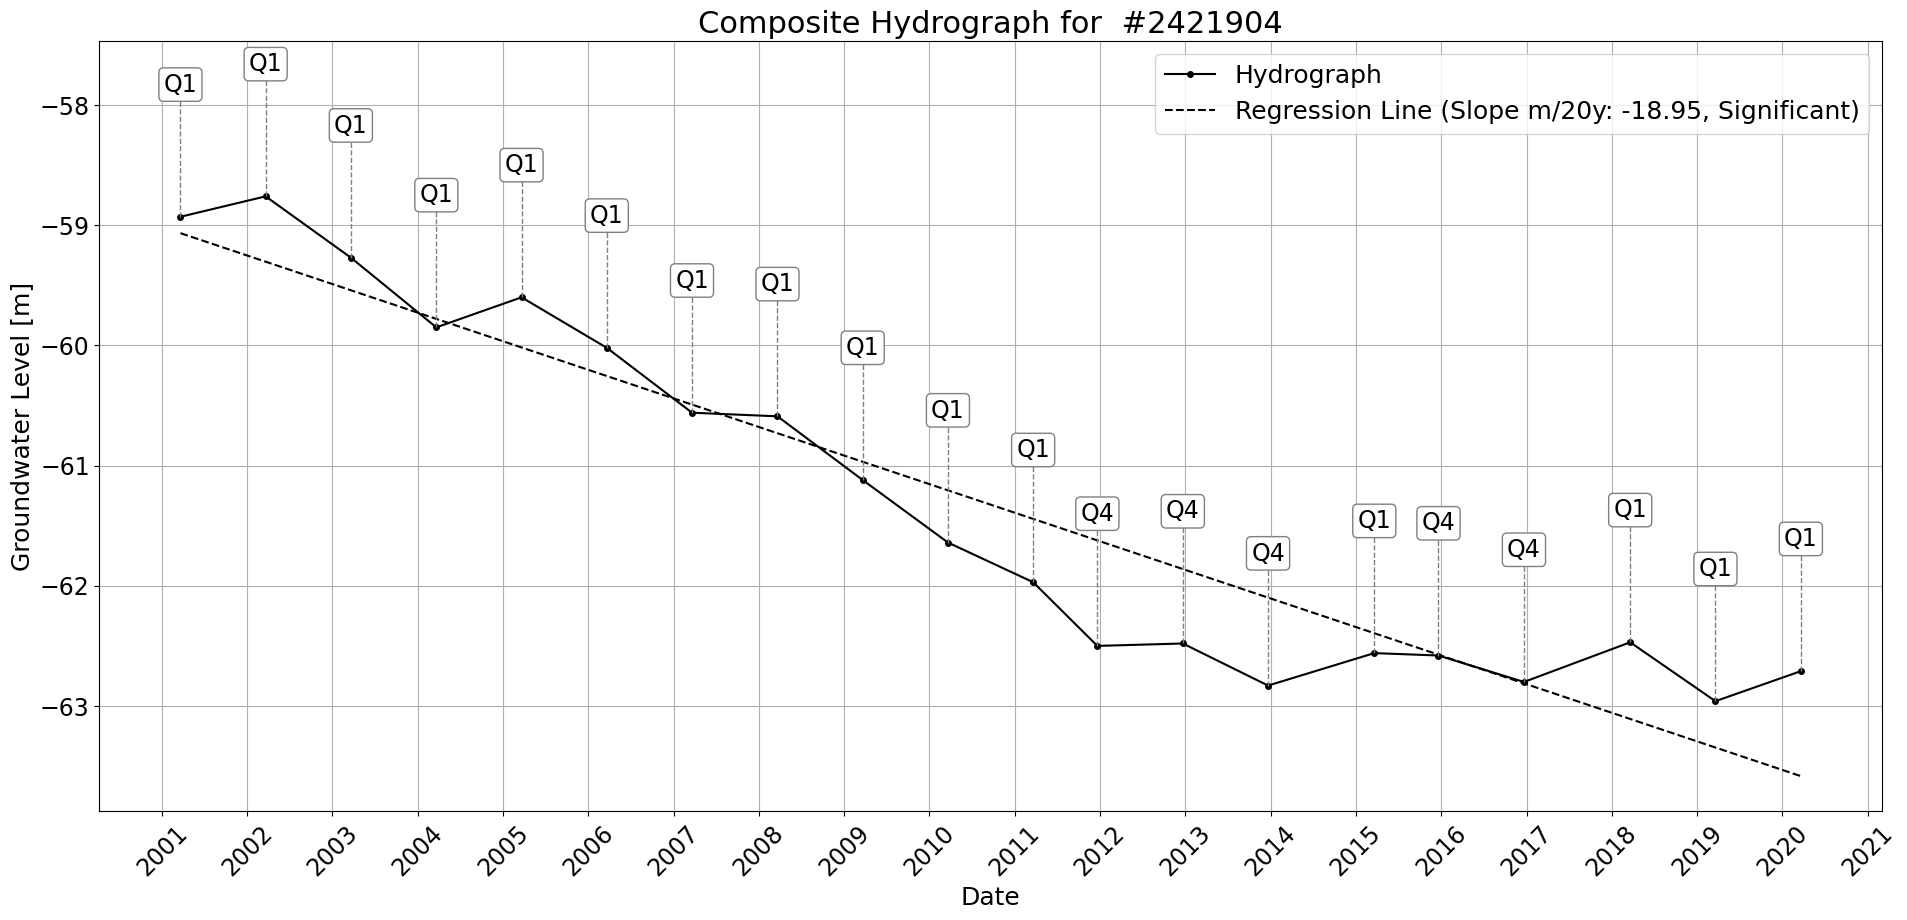 Composite Hydrograph for  #2421904
Hydrograph
Regression Line (Slope m/20y: -18.95, Significant)
Q1
Q1
Q1
Q1
Q1
Q1
Q1
Q1
Q1
Q1
Q1
Q4
Q4
Q4
Q1
Q4
Q4
Q1
Q1
Q1
Groundwater Level [m]
−58
−59
−60
−61
−62
−63
2001
2002
2003
2004
2005
2006
2007
2008
2009
2010
2011
2012
2013
2014
2015
2016
2017
2018
2019
2020
2021
Date